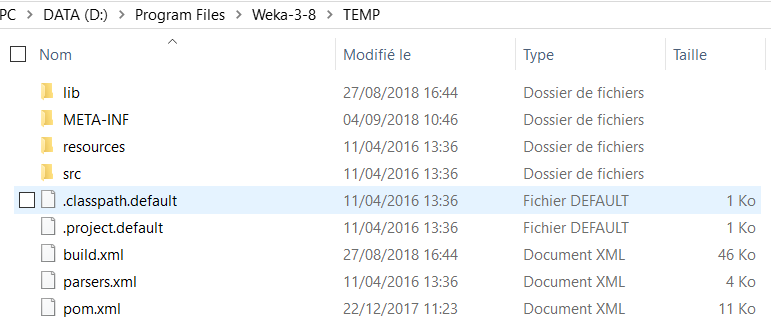 PC > DATA (D:) > Program Files > Weka-3-8 > TEMP
Nom Modifié le Type Taille
lib 27/08/2018 16:44 Dossier de fichiers
META-INF 04/09/2018 10:46 Dossier de fichiers
resources 11/04/2016 13:36 Dossier de fichiers
src 11/04/2016 13:36 Dossier de fichiers
.classpath.default 11/04/2016 13:36 Fichier DEFAULT 1 Ko
.project.default 11/04/2016 13:36 Fichier DEFAULT 1 Ko
build.xml 27/08/2018 16:44 Document XML 46 Ko
parsers.xml 11/04/2016 13:36 Document XML 4 Ko
pom.xml 22/12/2017 11:23 Document XML 11 Ko